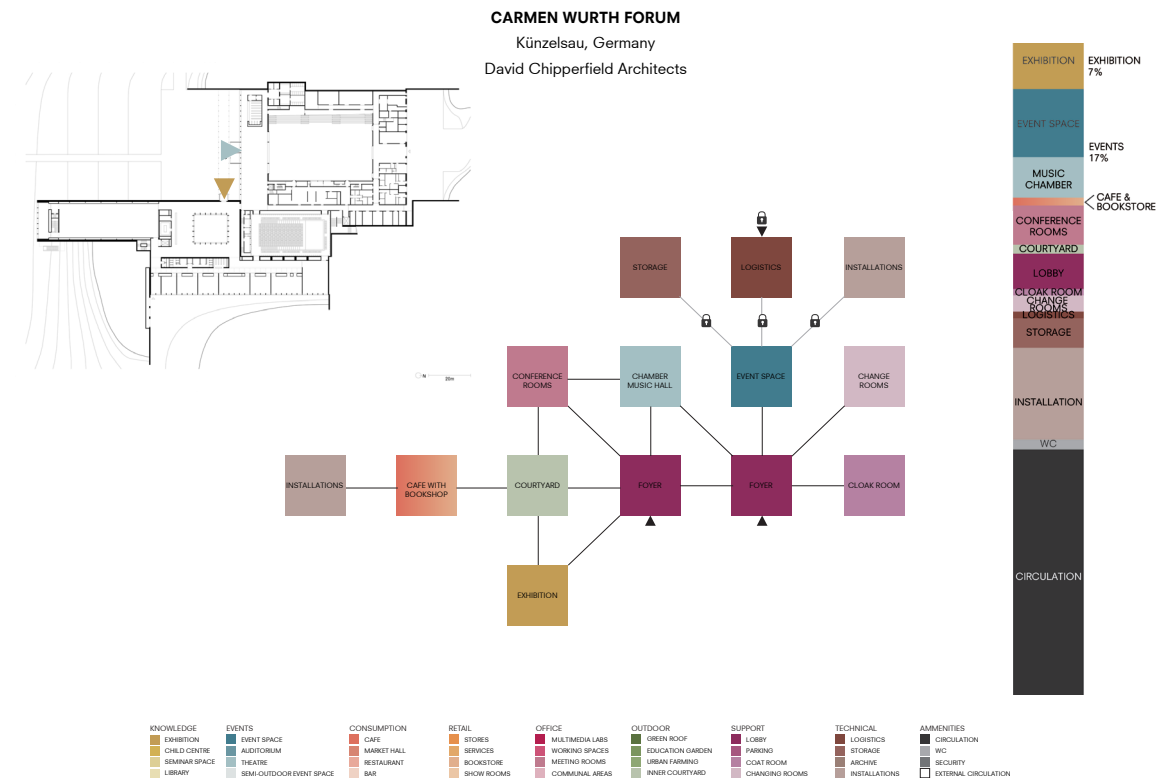 CARMEN WURTH FORUM
Künzelsau, Germany
David Chipperfield Architects
N
20m
STORAGE
LOGISTICS
INSTALLATIONS
CONFERENCE
ROOMS
CHAMBER
MUSIC HALL
EVENT SPACE
CHANGE
ROOMS
INSTALLATIONS
CAFE WITH
BOOKSHOP
COURTYARD
FOYER
FOYER
CLOAK ROOM
EXHIBITION
EXHIBITION
EXHIBITION
7%
EVENT SPACE
EVENTS
17%
MUSIC
CHAMBER
CAFE &
BOOKSTORE
CONFERENCE
ROOMS
COURTYARD
LOBBY
CLOAK ROOM
CHANGE
ROOMS
LOGISTICS
STORAGE
INSTALLATION
WC
CIRCULATION
KNOWLEDGE
EXHIBITION
CHILD CENTRE
SEMINAR SPACE
LIBRARY
EVENTS
EVENT SPACE
AUDITORIUM
THEATRE
SEMI-OUTDOOR EVENT SPACE
CONSUMPTION
CAFE
MARKET HALL
RESTAURANT
BAR
RETAIL
STORES
SERVICES
BOOKSTORE
SHOW ROOMS
OFFICE
MULTIMEDIA LABS
WORKING SPACES
MEETING ROOMS
COMMUNAL AREAS
OUTDOOR
GREEN ROOF
EDUCATION GARDEN
URBAN FARMING
INNER COURTYARD
SUPPORT
LOBBY
PARKING
COAT ROOM
CHANGING ROOMS
TECHNICAL
LOGISTICS
STORAGE
ARCHIVE
INSTALLATIONS
AMMENITIES
CIRCULATION
WC
SECURITY
EXTERNAL CIRCULATION